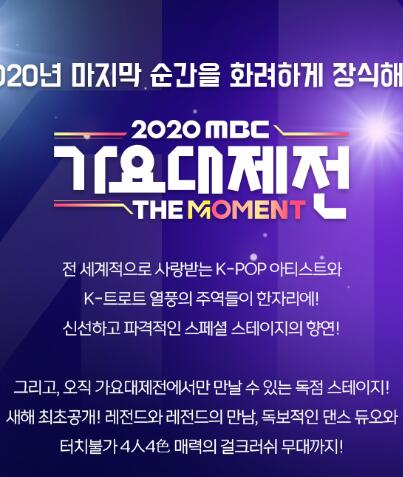 2020년 마지막 순간을 화려하게 장식해
2020 MBC
가요대제전
THE MOMENT
전 세계적으로 사랑받는 K-POP 아티스트와
K-트로트 열풍의 주역들이 한자리에!
신선하고 파격적인 스페셜 스테이지의 향연!
그리고, 오직 가요대제전에서만 만날 수 있는 독점 스테이지!
새해 최초공개! 레전드와 레전드의 만남, 독보적인 댄스 듀오와
터치불가 4人4色 매력의 걸크러쉬 무대까지!